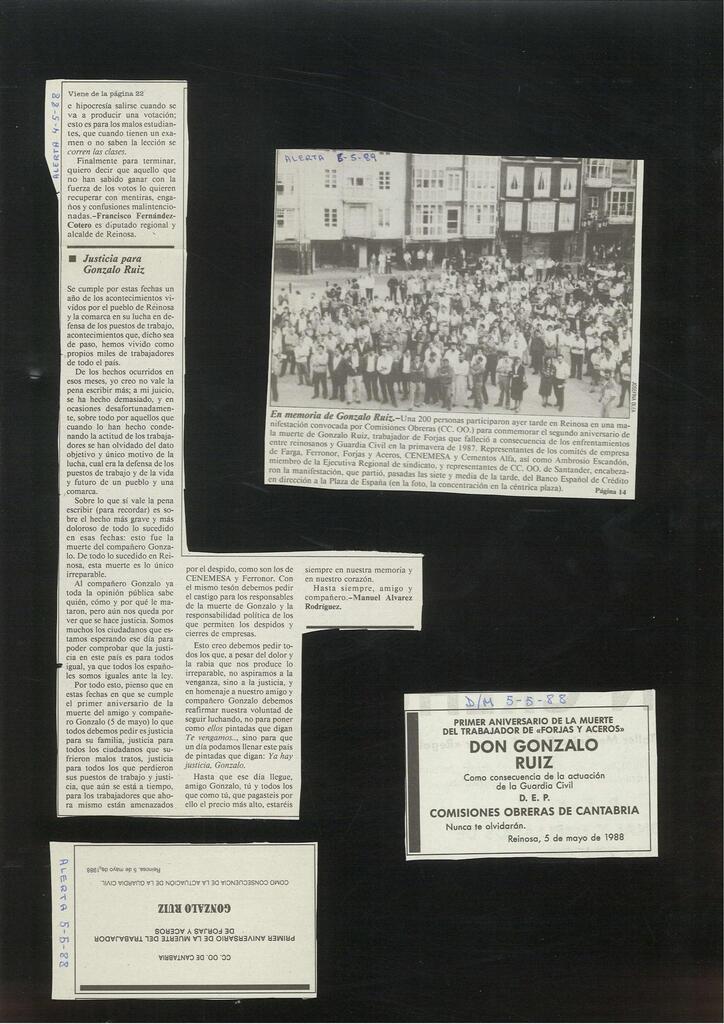 ALERTA 4-5-88
Viene de la página 22
e hipocresía salirse cuando se
va a producir una votación;
esto es para los malos estudian-
tes, que cuando tienen un exa-
men o no saben la lección se
corren las clases.
Finalmente para terminar,
quiero decir que aquello que
no han sabido ganar con la
fuerza de los votos lo quieren
recuperar con mentiras, enga-
ños y confusiones malintencio-
nadas.—Francisco Fernández-
Cotero es diputado regional y
alcalde de Reinosa.
■ Justicia para
Gonzalo Ruiz
Se cumple por estas fechas un
año de los acontecimientos vi-
vidos por el pueblo de Reinosa
y la comarca en su lucha en de-
fensa de los puestos de trabajo,
acontecimientos que, dicho sea
de paso, hemos vivido como
propios miles de trabajadores
de todo el país.
De los hechos ocurridos en
esos meses, yo creo no vale la
pena escribir más; a mi juicio,
se ha hecho demasiado, y en
ocasiones desafortunadamen-
te, sobre todo por aquellos que
cuando lo han hecho conde-
nando la actitud de los trabaja-
dores se han olvidado del dato
objetivo y único motivo de la
lucha, cual era la defensa de los
puestos de trabajo y de la vida
y futuro de un pueblo y una
comarca.
Sobre lo que sí vale la pena
escribir (para recordar) es so-
bre el hecho más grave y más
doloroso de todo lo sucedido
en esas fechas: esto fue la
muerte del compañero Gonza-
lo. De todo lo sucedido en Rei-
nosa, esta muerte es lo único
irreparable.
Al compañero Gonzalo ya
toda la opinión pública sabe
quién, cómo y por qué le ma-
taron, pero aún nos queda por
ver que se hace justicia. Somos
muchos los ciudadanos que es-
tamos esperando ese día para
poder comprobar que la justi-
cia en este país es para todos
igual, ya que todos los españo-
les somos iguales ante la ley.
Por todo esto, pienso que en
estas fechas en que se cumple
el primer aniversario de la
muerte del amigo y compañero
Gonzalo (5 de mayo) lo que
todos debemos pedir es justicia
para su familia, justicia para
todos los ciudadanos que su-
frieron malos tratos, justicia
para todos los que perdieron
sus puestos de trabajo y justi-
cia, que aún se está a tiempo,
para los trabajadores que aho-
ra mismo están amenazados
por el despido, como son los de
CENEMESA y Ferronor. Con
el mismo tesón debemos pedir
el castigo para los responsables
de la muerte de Gonzalo y la
responsabilidad política de los
que permiten los despidos y
cierres de empresas.
Esto creo debemos pedir to-
dos los que, a pesar del dolor y
la rabia que nos produce lo
irreparable, no aspiramos a la
venganza, sino a la justicia, y
en homenaje a nuestro amigo y
compañero Gonzalo debemos
reafirmar nuestra voluntad de
seguir luchando, no para poner
como ellos pintadas que digan
Te vengamos..., sino para que
un día podamos llenar este país
de pintadas que digan: Ya hay
justicia, Gonzalo.
Hasta que ese día llegue,
amigo Gonzalo, tú y todos los
que como tú, que pagasteis por
ello el precio más alto, estaréis
siempre en nuestra memoria y
en nuestro corazón.
Hasta siempre, amigo y
compañero.—Manuel Alvarez
Rodríguez.
ALERTA 5-5-89
En memoria de Gonzalo Ruiz.—Una 200 personas participaron ayer tarde en Reinosa en una ma-
nifestación convocada por Comisiones Obreras (CC. OO.) para conmemorar el segundo aniversario de
la muerte de Gonzalo Ruiz, trabajador de Forjas que falleció a consecuencia de los enfrentamientos
entre reinosanos y Guardia Civil en la primavera de 1987. Representantes de los comités de empresa
de Farga, Ferronor, Forjas y Aceros, CENEMESA y Cementos Alfa, así como Ambrosio Escandón,
miembro de la Ejecutiva Regional de sindicato, y representantes de CC. OO. de Santander, encabeza-
ron la manifestación, que partió, pasadas las siete y media de la tarde, del Banco Español de Crédito
en dirección a la Plaza de España (en la foto, la concentración en la céntrica plaza).
Página 14
D/M 5-5-88
PRIMER ANIVERSARIO DE LA MUERTE
DEL TRABAJADOR DE «FORJAS Y ACEROS»
DON GONZALO
RUIZ
Como consecuencia de la actuación
de la Guardia Civil
D. E. P.
COMISIONES OBRERAS DE CANTABRIA
Nunca te olvidarán.
Reinosa, 5 de mayo de 1988
ALERTA 5-5-88
CC. OO. DE CANTABRIA
PRIMER ANIVERSARIO DE LA MUERTE DEL TRABAJADOR
DE FORJAS Y ACEROS
GONZALO RUIZ
COMO CONSECUENCIA DE LA ACTUACIÓN DE LA GUARDIA CIVIL
Reinosa, 5 de mayo de 1988